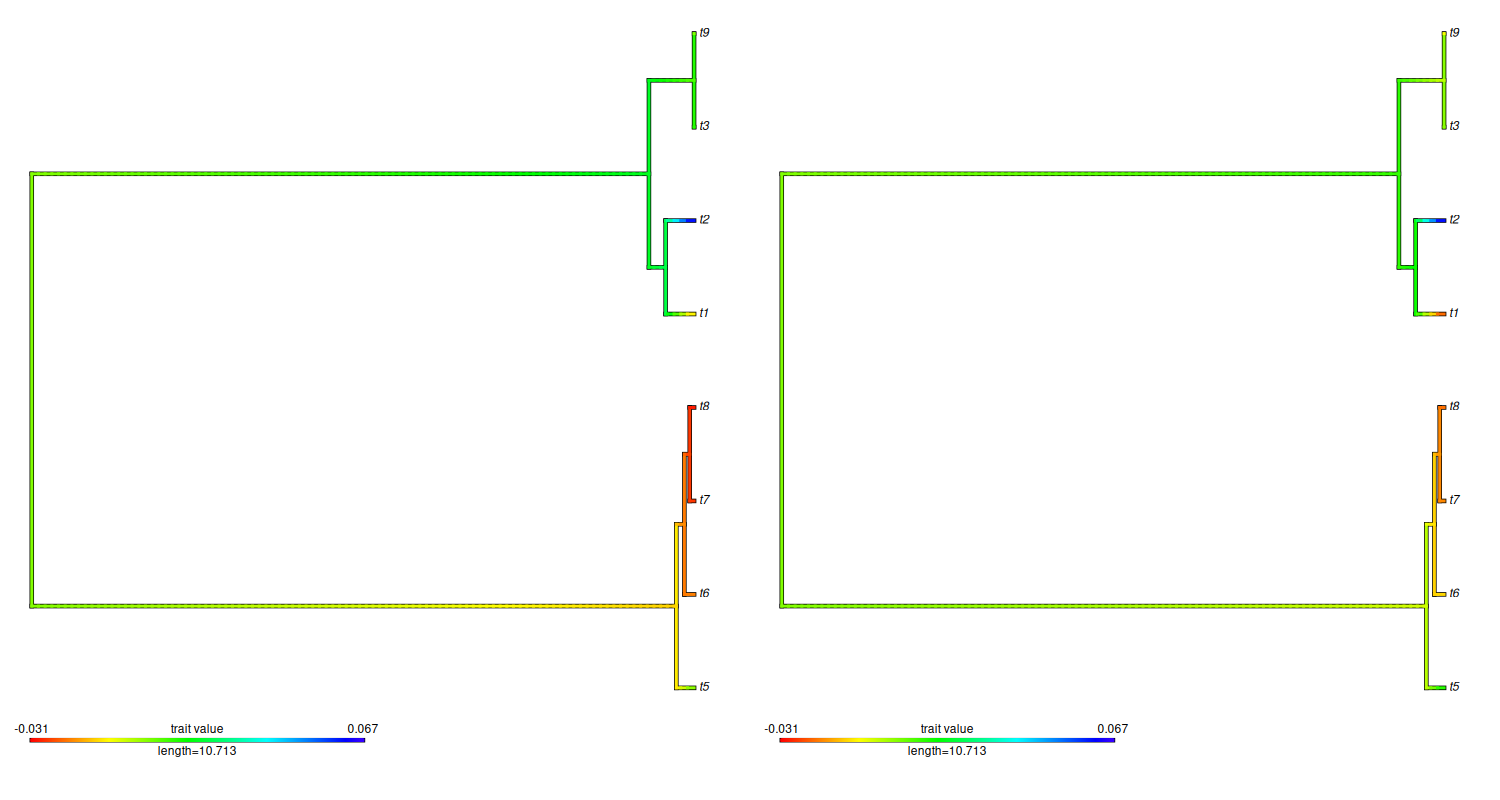 t9
t3
t2
t1
t8
t7
t6
t5
-0.031 trait value 0.067
length=10.713
t9
t3
t2
t1
t8
t7
t6
t5
-0.031 trait value 0.067
length=10.713